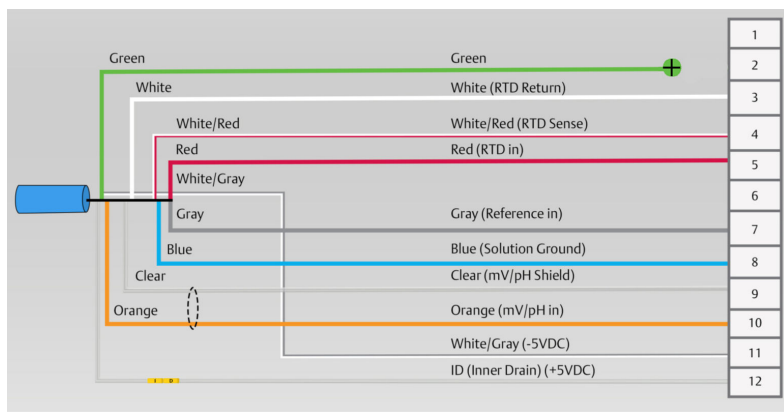 1
Green Green 2
White White (RTD Return) 3
White/Red White/Red (RTD Sense) 4
Red Red (RTD in) 5
White/Gray 6
Gray Gray (Reference in) 7
Blue Blue (Solution Ground) 8
Clear Clear (mV/pH Shield) 9
Orange Orange (mV/pH in) 10
White/Gray (-5VDC) 11
ID (Inner Drain) (+5VDC) 12
I D